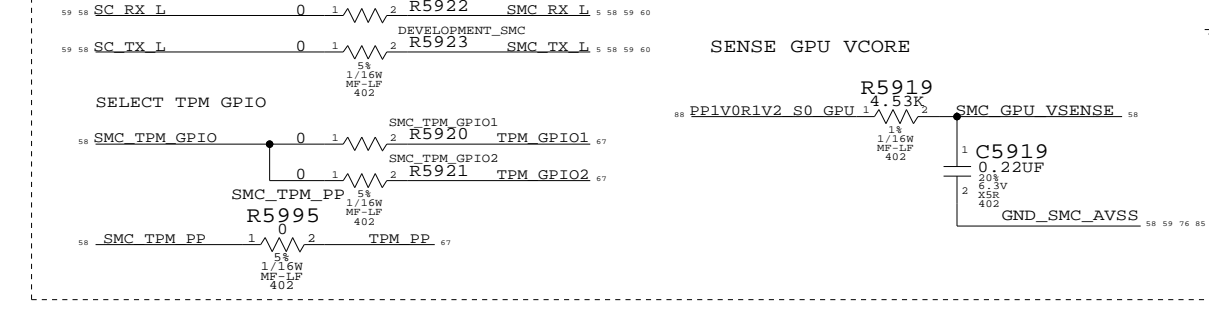 59 58 SC_RX_L 0 1 2 R5922 SMC_RX_L 5 58 59 60
DEVELOPMENT_SMC
59 58 SC_TX_L 0 1 2 R5923 SMC_TX_L 5 58 59 60
5%
1/16W
MF-LF
402
SELECT TPM GPIO
SMC_TPM_GPIO1
58 SMC_TPM_GPIO 0 1 2 R5920 TPM_GPIO1 67
SMC_TPM_GPIO2
0 1 2 R5921 TPM_GPIO2 67
5%
1/16W
MF-LF
402
SMC_TPM_PP
R5995
0
58 SMC_TPM_PP 1 2 TPM_PP 67
5%
1/16W
MF-LF
402
SENSE GPU VCORE
R5919
4.53K
88 PP1V0R1V2_S0_GPU 1 2 SMC_GPU_VSENSE 58
1%
1/16W
MF-LF
402
1
C5919
0.22UF
20%
6.3V
2
X5R
402
GND_SMC_AVSS 58 59 76 85